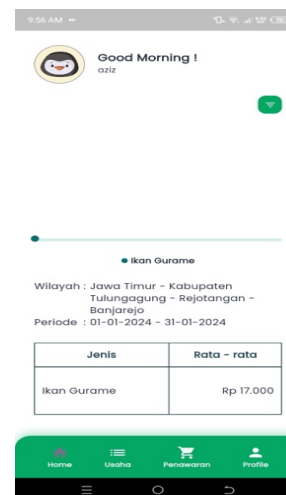 9:56 AM
Good Morning !
aziz
Ikan Gurame
Wilayah : Jawa Timur - Kabupaten
Tulungagung - Rejotangan -
Banjarejo
Periode : 01-01-2024 - 31-01-2024
Jenis Rata - rata
Ikan Gurame Rp 17.000
Home Usaha Penawaran Profile